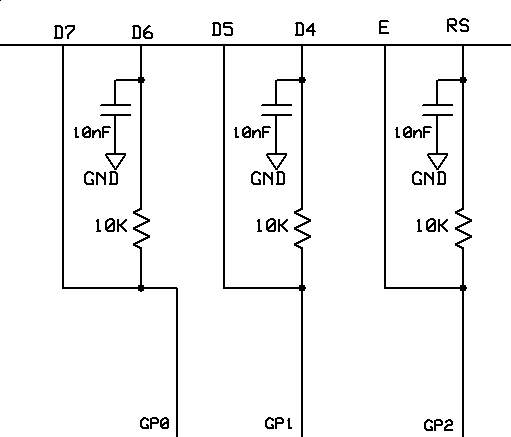 D7 D6 D5 D4 E RS
10nF 10nF 10nF
GND GND GND
10K 10K 10K
GP0 GP1 GP2